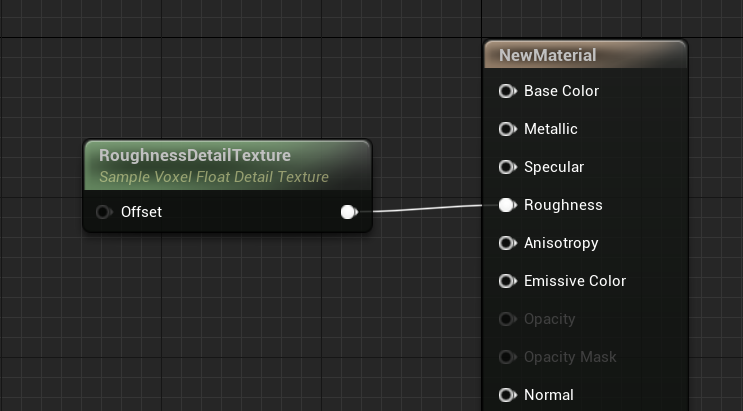 NewMaterial
Base Color
Metallic
RoughnessDetailTexture
Sample Voxel Float Detail Texture
Specular
Offset
Roughness
Anisotropy
Emissive Color
Opacity
Opacity Mask
Normal